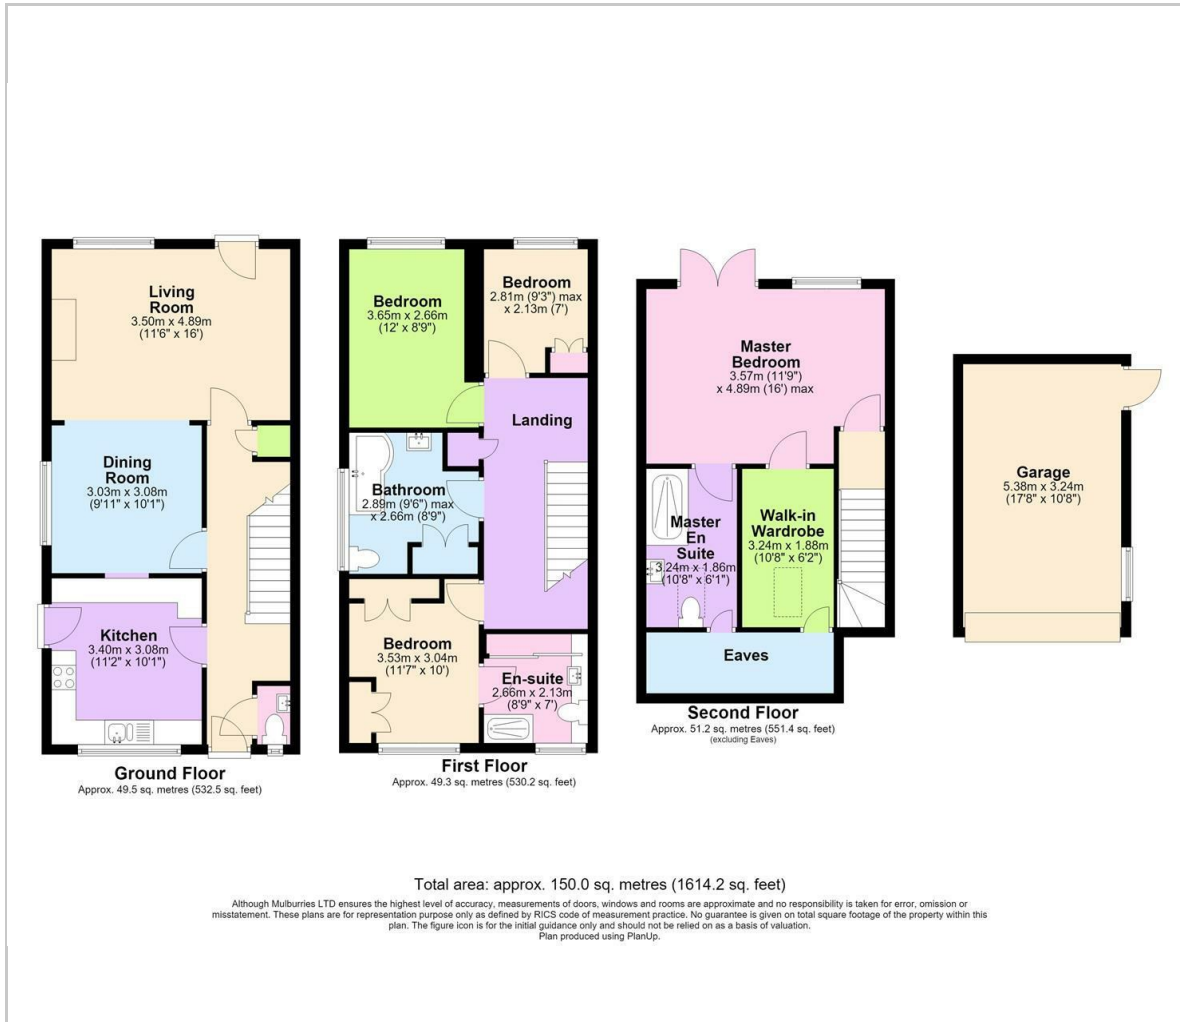 Living
Room
3.50m x 4.89m
(11'6" x 16')
Dining
Room
3.03m x 3.08m
(9'11" x 10'1")
Kitchen
3.40m x 3.08m
(11'2" x 10'1")
Ground Floor
Approx. 49.5 sq. metres (532.5 sq. feet)
Bedroom
3.65m x 2.66m
(12' x 8'9")
Bedroom
2.81m (9'3") max
x 2.13m (7')
Landing
Bathroom
2.89m (9'6") max
x 2.66m (8'9")
Bedroom
3.53m x 3.04m
(11'7" x 10')
En-suite
2.66m x 2.13m
(8'9" x 7')
First Floor
Approx. 49.3 sq. metres (530.2 sq. feet)
Master
Bedroom
3.57m (11'9")
x 4.89m (16') max
Master
En
Suite
3.24m x 1.86m
(10'8" x 6'1")
Walk-in
Wardrobe
3.24m x 1.88m
(10'8" x 6'2")
Eaves
Second Floor
Approx. 51.2 sq. metres (551.4 sq. feet)
(excluding Eaves)
Garage
5.38m x 3.24m
(17'8" x 10'8")
Total area: approx. 150.0 sq. metres (1614.2 sq. feet)
Although Mulburries LTD ensures the highest level of accuracy, measurements of doors, windows and rooms are approximate and no responsibility is taken for error, omission or
misstatement. These plans are for representation purpose only as defined by RICS code of measurement practice. No guarantee is given on total square footage of the property within this
plan. The figure icon is for the initial guidance only and should not be relied on as a basis of valuation.
Plan produced using PlanUp.